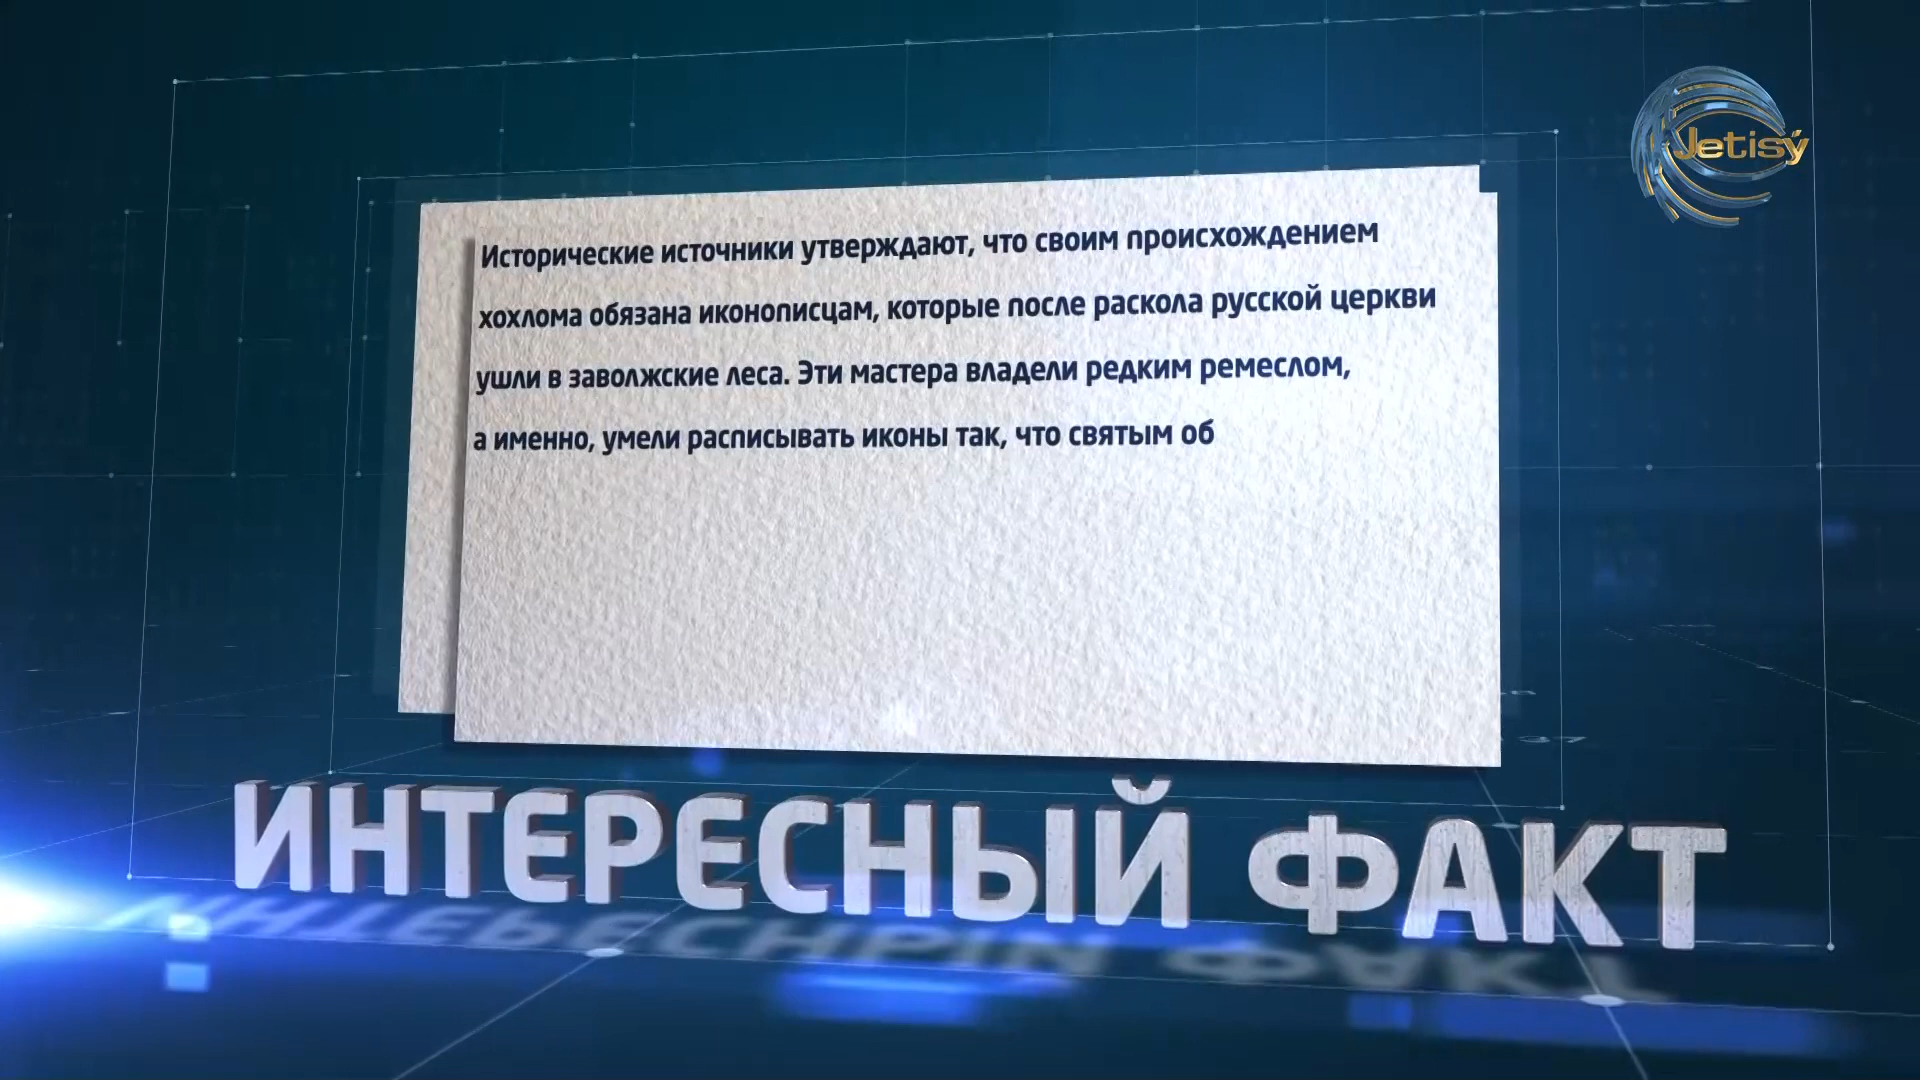 Jetisý
Исторические источники утверждают, что своим происхождением
хохлома обязана иконописцам, которые после раскола русской церкви
ушли в заволжские леса. Эти мастера владели редким ремеслом,
а именно, умели расписывать иконы так, что святым об
ИНТЕРЕСНЫЙ ФАКТ